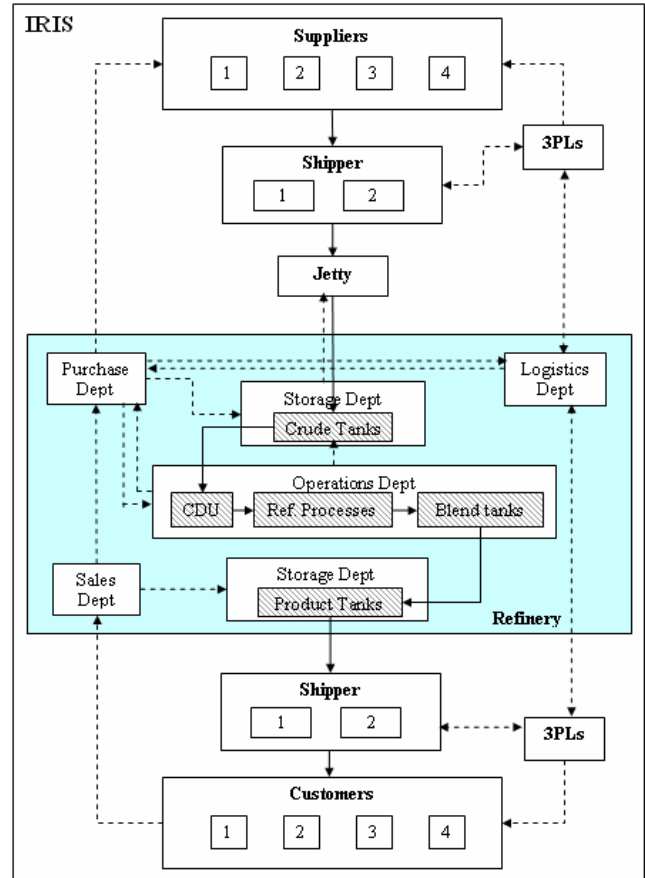 IRIS
Suppliers
1 2 3 4
3PLs
Shipper
1 2
Jetty
Purchase
Dept
Logistics
Dept
Storage Dept
Crude Tanks
Operations Dept
CDU Ref. Processes Blend tanks
Sales
Dept
Storage Dept
Product Tanks
Refinery
Shipper
1 2
3PLs
Customers
1 2 3 4